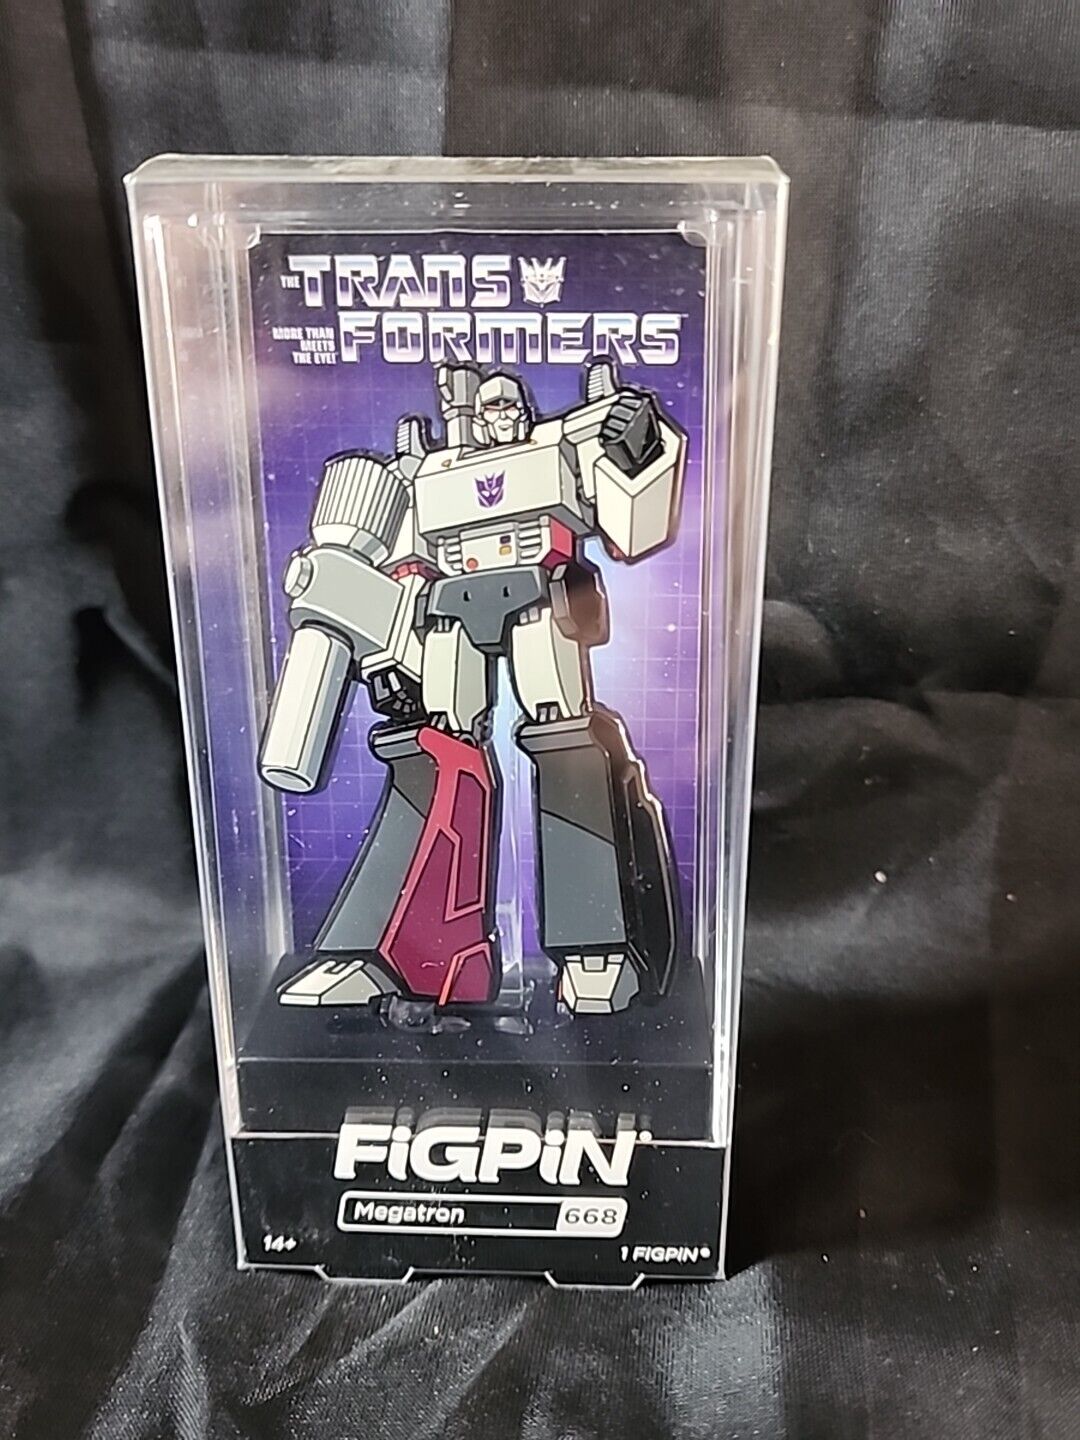 THE TRANS
FORMERS
MORE THAN
MEETS
THE EYE!
FiGPiN
Megatron 668
14+ 1 FiGPiN